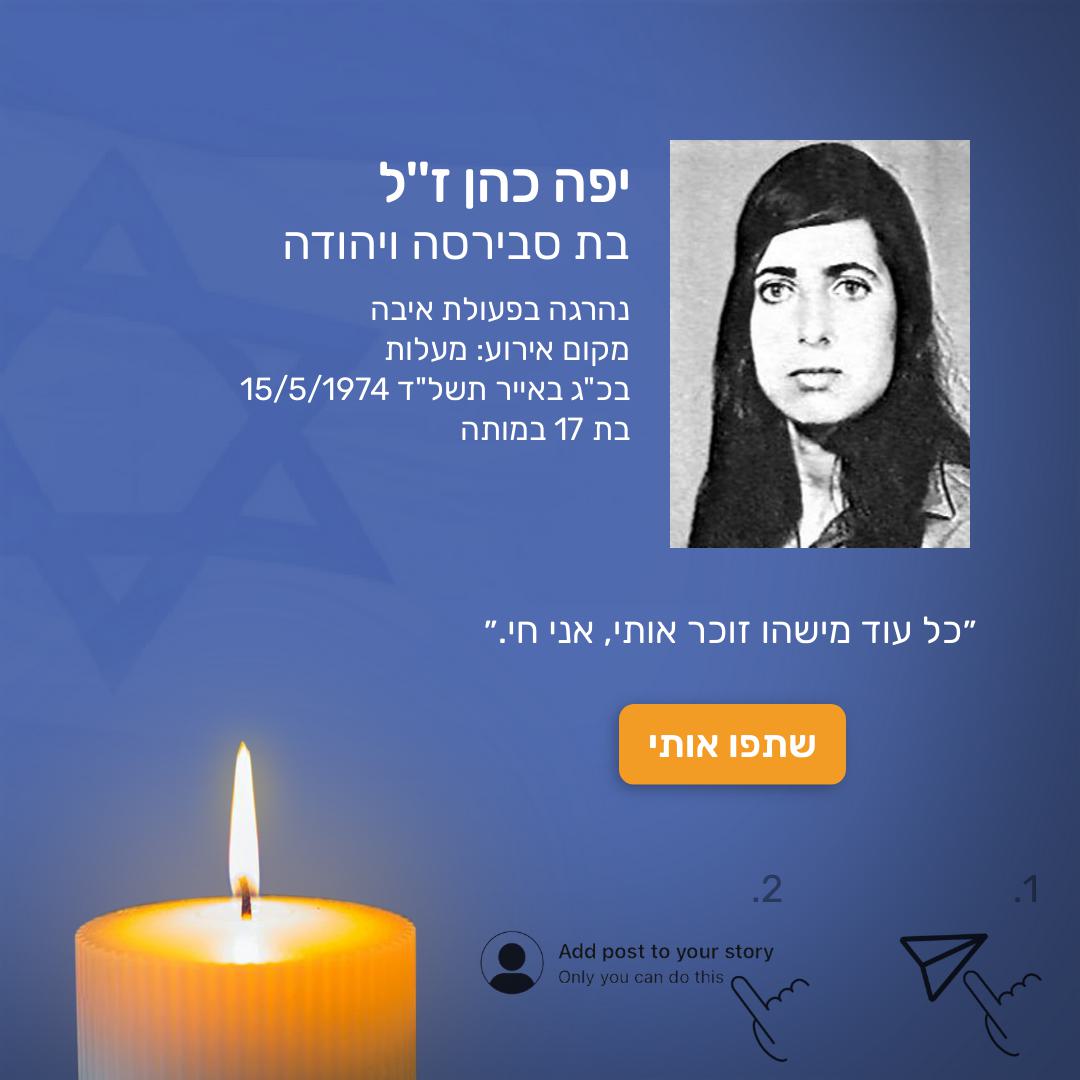 יפה כהן ז"ל
בת סבירסה ויהודה
נהרגה בפעולת איבה
מקום אירוע: מעלות
בכ"ג באייר תשל"ד 15/5/1974
בת 17 במותה
״כל עוד מישהו זוכר אותי, אני חי.״
שתפו אותי
1.
2.
Add post to your story
Only you can do this